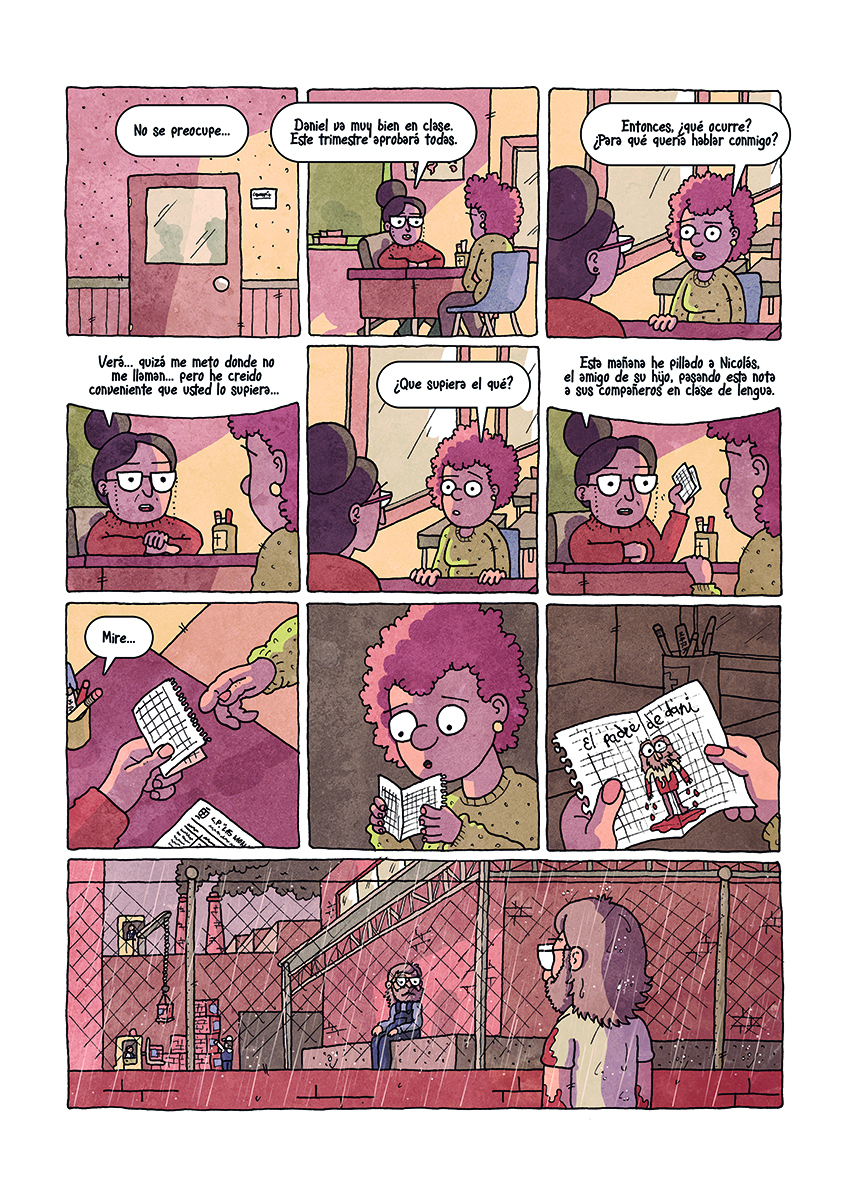 No se preocupe...
Daniel va muy bien en clase.
Este trimestre aprobará todas.
Entonces, ¿qué ocurre?
¿Para qué quería hablar conmigo?
Verá... quizá me meto donde no
me llaman... pero he creído
conveniente que usted lo supiera...
¿Que supiera el qué?
Esta mañana he pillado a Nicolás,
el amigo de su hijo, pasando esta nota
a sus compañeros en clase de lengua.
Mire...
El padre de dani